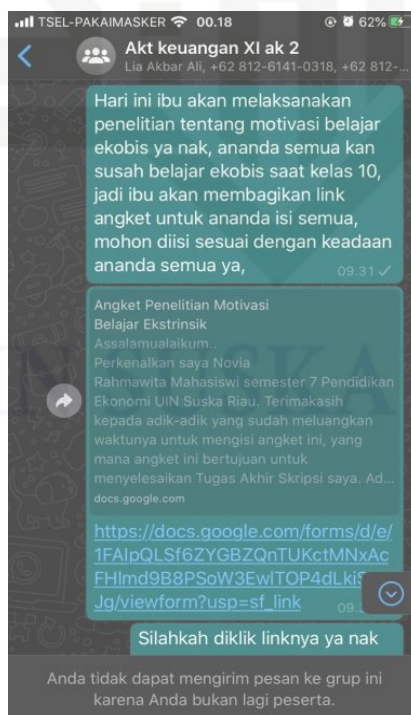 TSEL-PAKAIMASKER 00.18 62%
Akt keuangan XI ak 2
Lia Akbar Ali, +62 812-6141-0318, +62 812-...
Hari ini ibu akan melaksanakan
penelitian tentang motivasi belajar
ekobis ya nak, ananda semua kan
susah belajar ekobis saat kelas 10,
jadi ibu akan membagikan link
angket untuk ananda isi semua,
mohon diisi sesuai dengan keadaan
ananda semua ya,
09.31
Angket Penelitian Motivasi
Belajar Ekstrinsik
Assalamualaikum..
Perkenalkan saya Novia
Rahmawita Mahasiswi semester 7 Pendidikan
Ekonomi UIN Suska Riau. Terimakasih
kepada adik-adik yang sudah meluangkan
waktunya untuk mengisi angket ini, yang
mana angket ini bertujuan untuk
menyelesaikan Tugas Akhir Skripsi saya. Ad...
docs.google.com
https://docs.google.com/forms/d/e/
1FAIpQLSf6ZYGBZQnTUKctMNxAc
FHlmd9B8PSoW3EwlTOP4dLki
Jg/viewform?usp=sf_link
Silahkah diklik linknya ya nak
Anda tidak dapat mengirim pesan ke grup ini
karena Anda bukan lagi peserta.